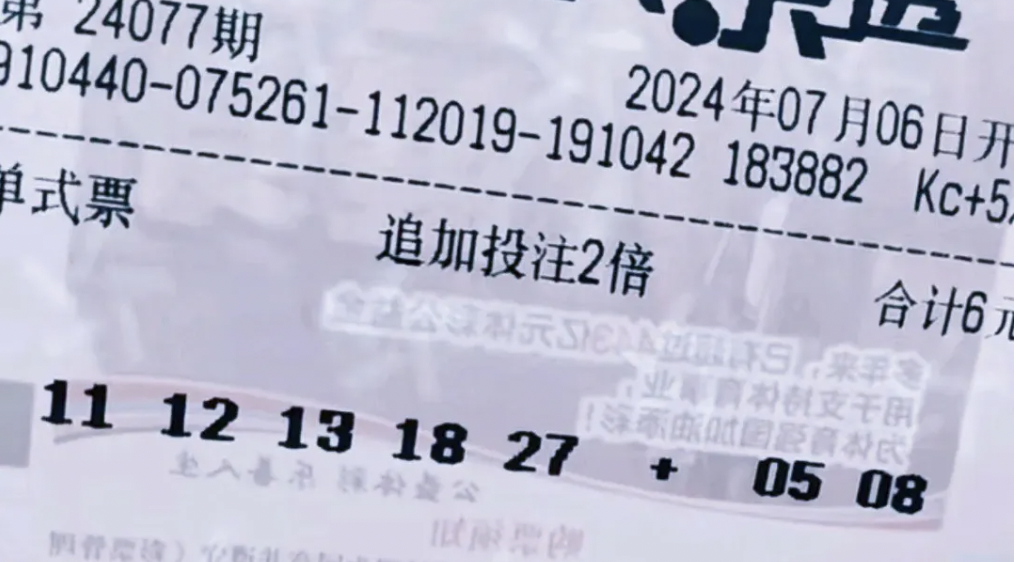 第 24077期
910440-075261-112019-191042 183882 Kc+5
2024年07月06日开
单式票
追加投注2倍
合计6元
多年来，已有超过443亿元体彩公益金
用于支持体育事业，
为体育强国加油添彩！
11 12 13 18 27 + 05 08
公益体彩 乐善人生
购票须知